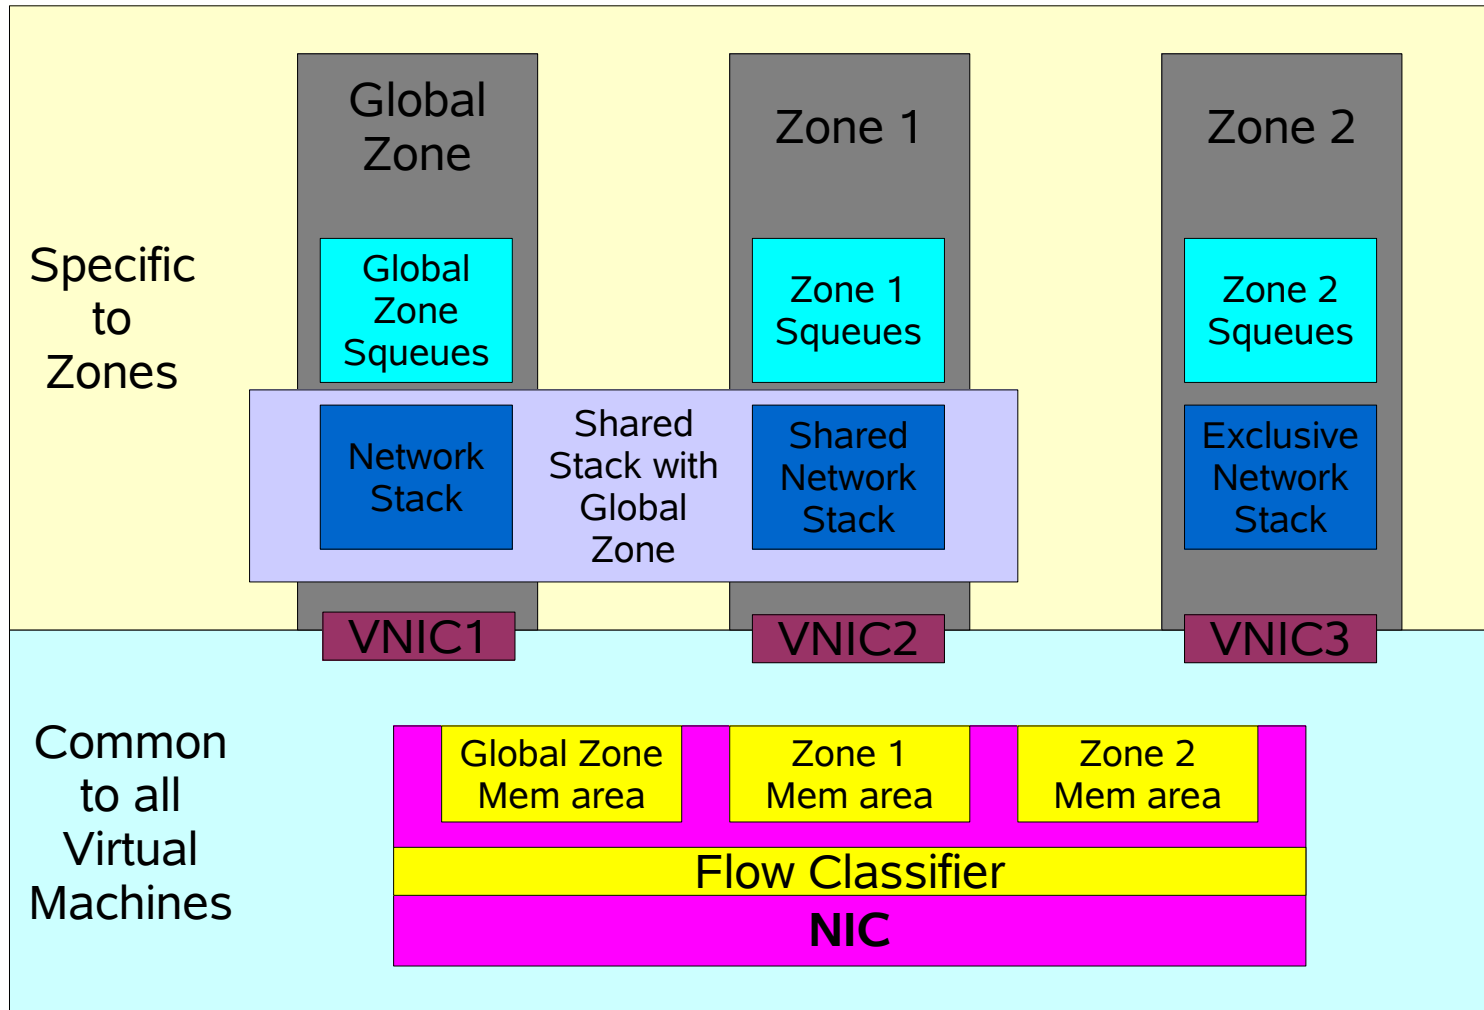 Global
Zone
Zone 1
Zone 2
Specific
to
Zones
Global
Zone
Squeues
Zone 1
Squeues
Zone 2
Squeues
Network
Stack
Shared
Stack with
Global
Zone
Shared
Network
Stack
Exclusive
Network
Stack
VNIC1
VNIC2
VNIC3
Common
to all
Virtual
Machines
Global Zone
Mem area
Zone 1
Mem area
Zone 2
Mem area
Flow Classifier
NIC